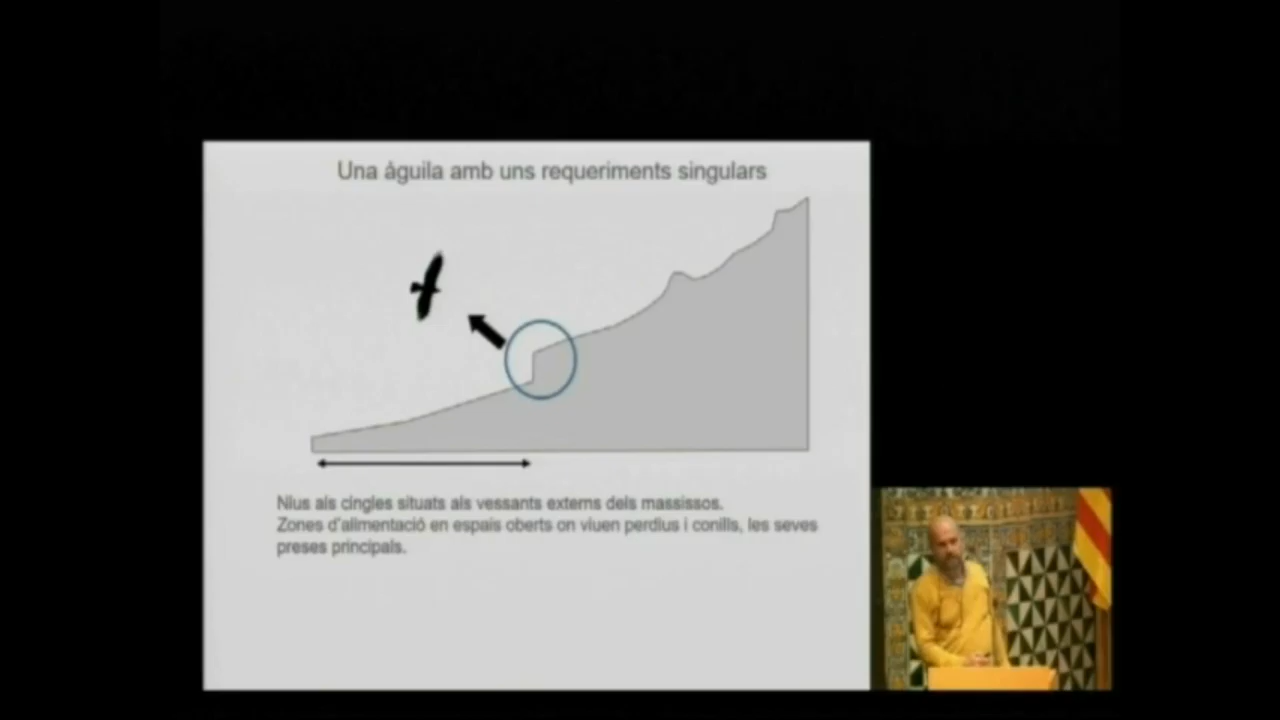 Una àguila amb uns requeriments singulars
Nius als cingles situats als vessants externs dels massissos.
Zones d'alimentació en espais oberts on viuen perdius i conills, les seves
preses principals.